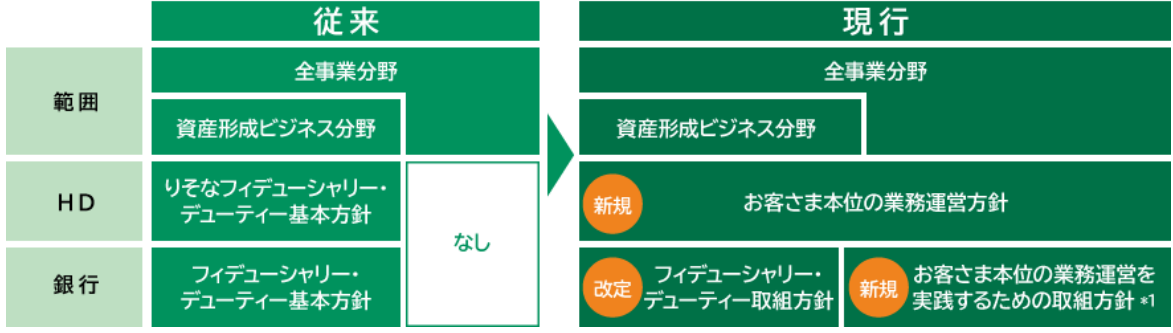 従来
現行
範囲
全事業分野
資産形成ビジネス分野
全事業分野
資産形成ビジネス分野
HD
りそなフィデューシャリー・
デューティー基本方針
なし
新規
お客さま本位の業務運営方針
銀行
フィデューシャリー・
デューティー基本方針
改定
フィデューシャリー・
デューティー取組方針
新規
お客さま本位の業務運営を
実践するための取組方針 *1